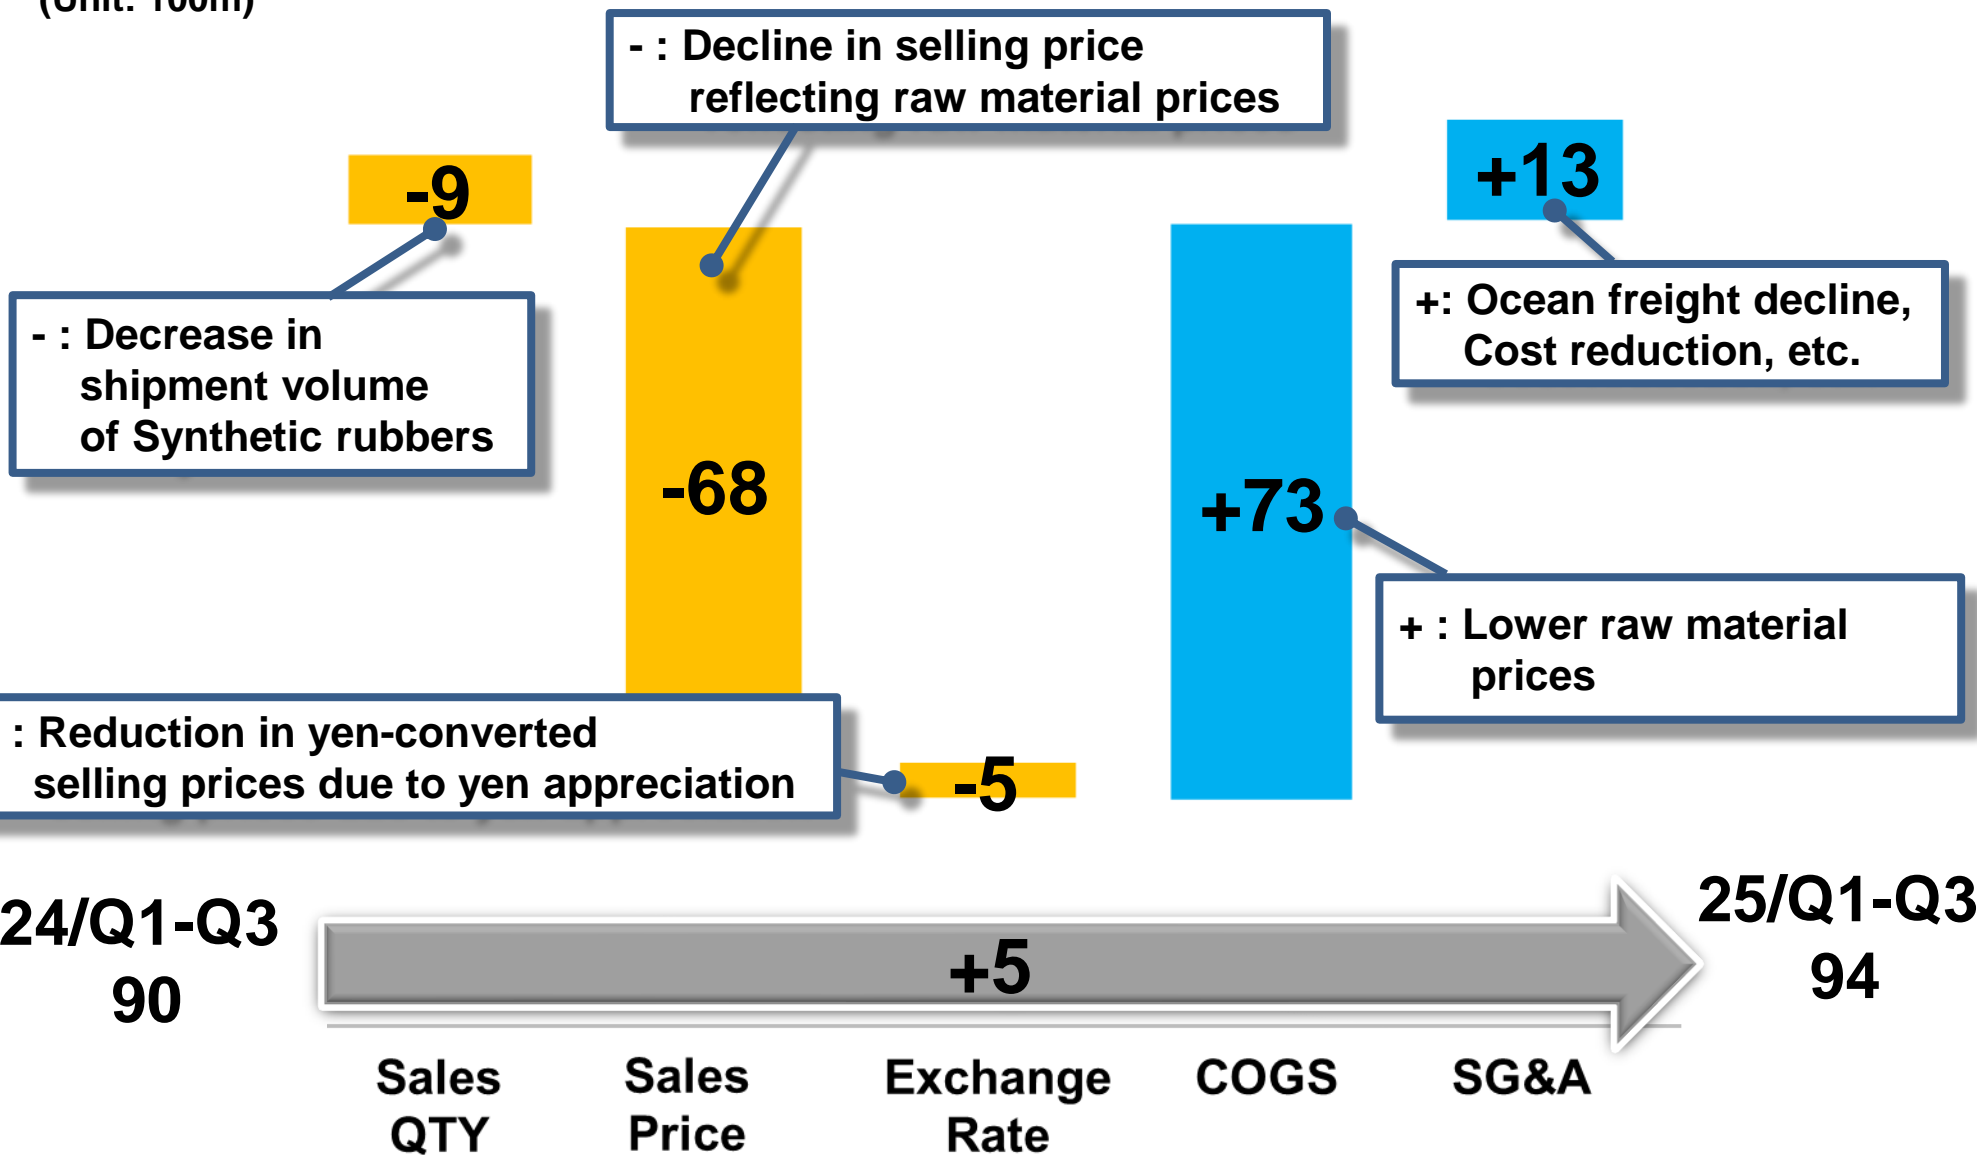 (Unit: 100m)
- : Decline in selling price
reflecting raw material prices
-9
+13
- : Decrease in
shipment volume
of Synthetic rubbers
+: Ocean freight decline,
Cost reduction, etc.
-68
+73
+ : Lower raw material
prices
: Reduction in yen-converted
selling prices due to yen appreciation
-5
24/Q1-Q3
90
+5
25/Q1-Q3
94
Sales
QTY
Sales
Price
Exchange
Rate
COGS
SG&A